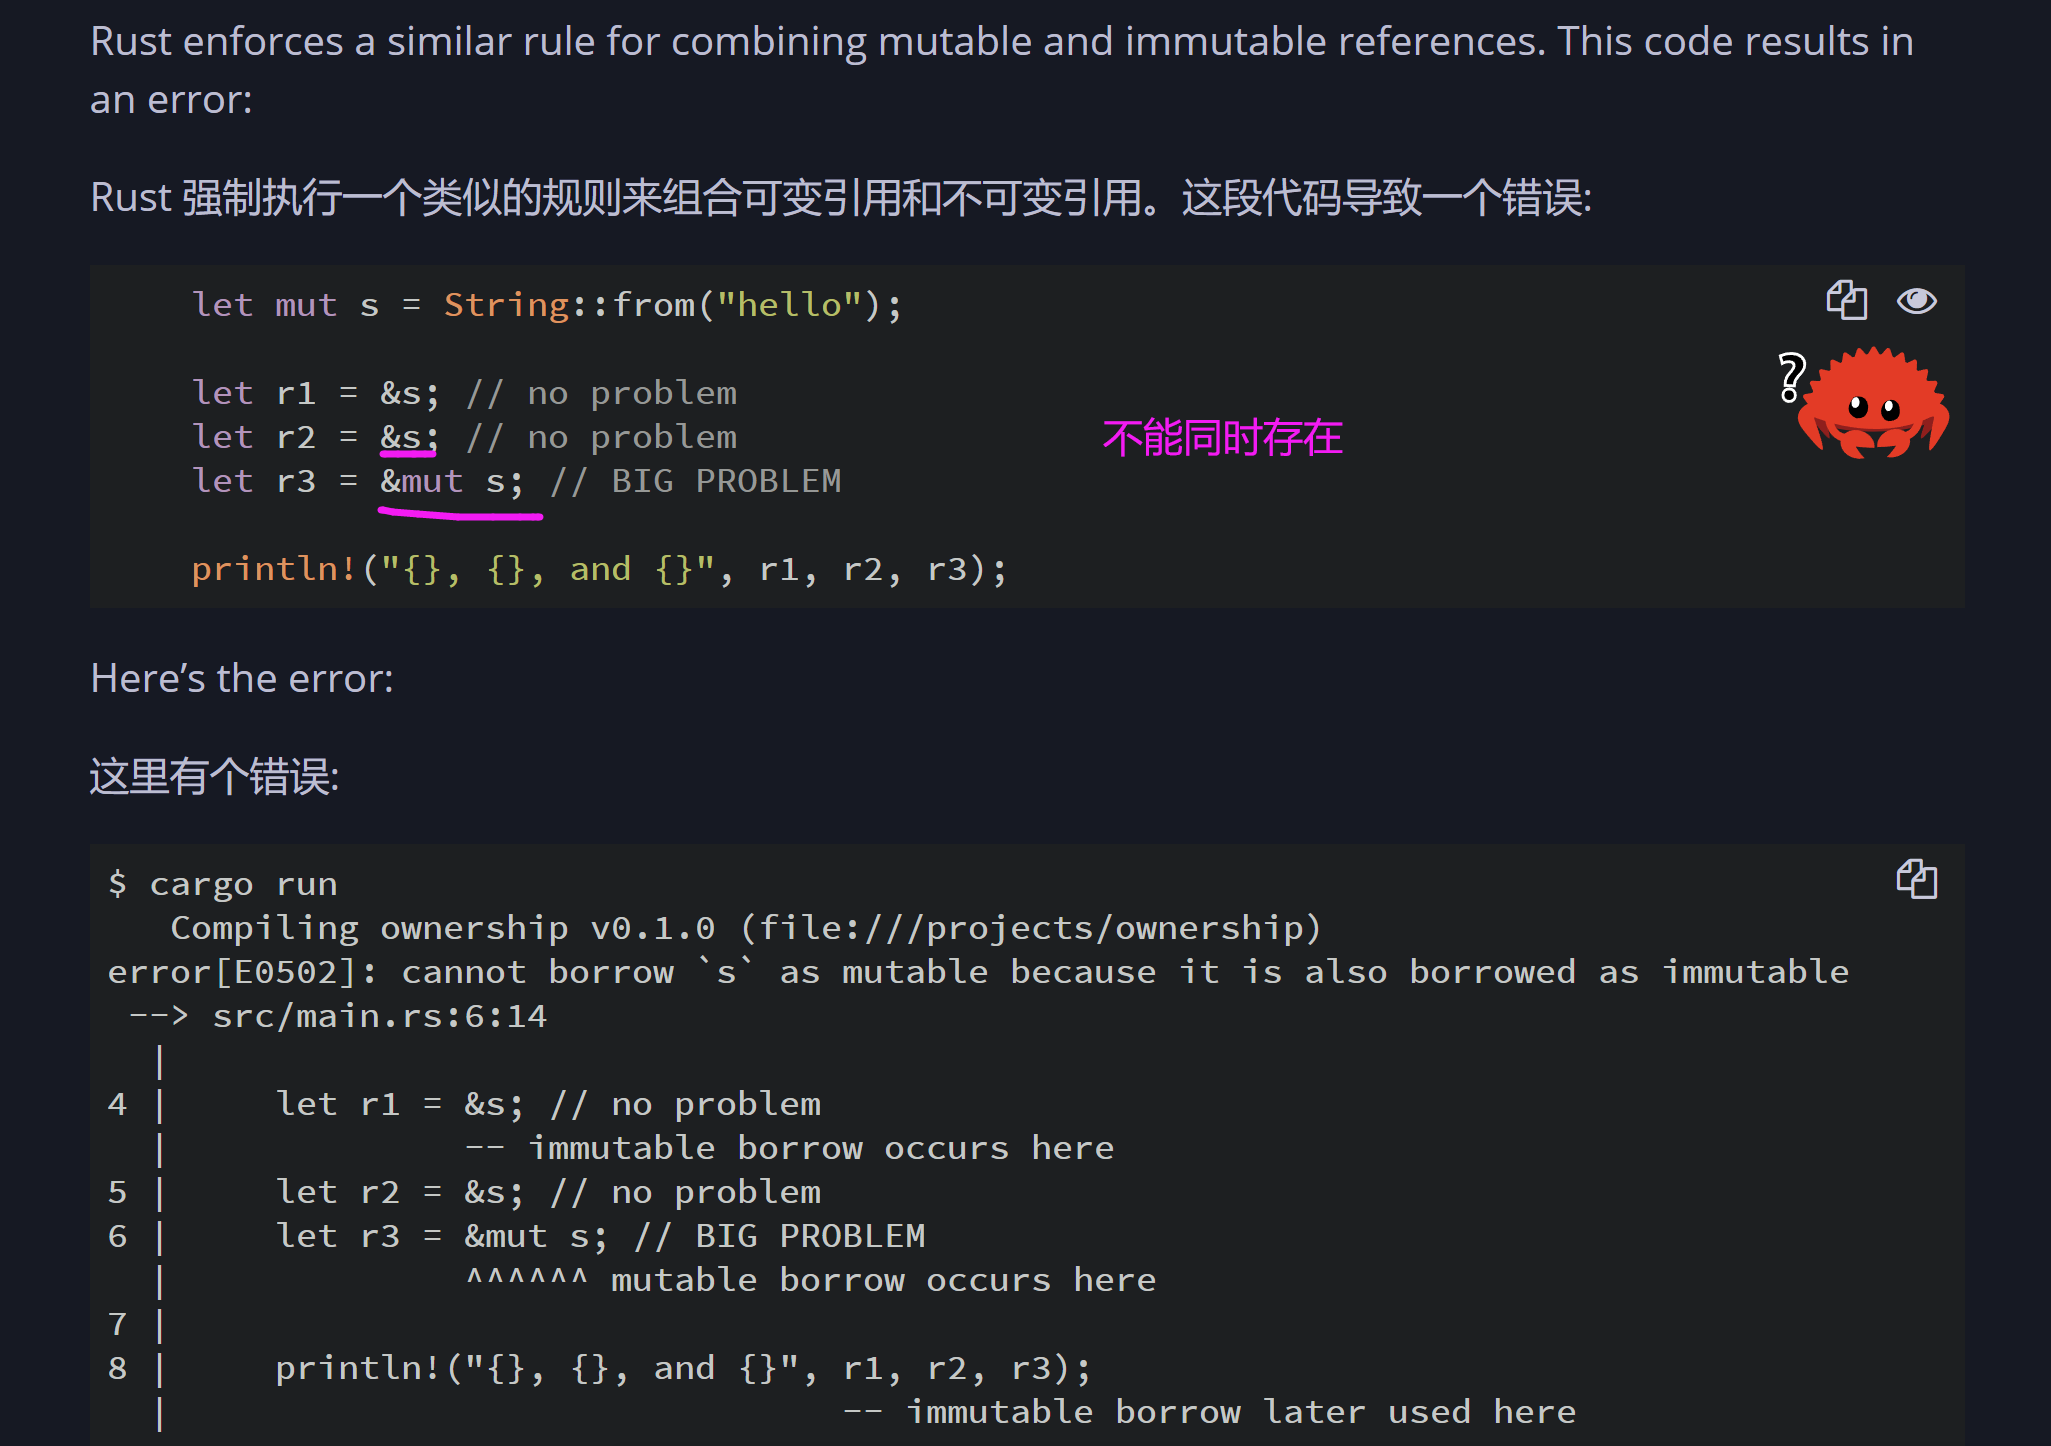 Rust enforces a similar rule for combining mutable and immutable references. This code results in
an error:
Rust 强制执行一个类似的规则来组合可变引用和不可变引用。这段代码导致一个错误:
let mut s = String::from("hello");
let r1 = &s; // no problem
let r2 = &s; // no problem
不能同时存在
let r3 = &mut s; // BIG PROBLEM
println!("{}, {}, and {}", r1, r2, r3);
?
Here’s the error:
这里有个错误:
$ cargo run
   Compiling ownership v0.1.0 (file:///projects/ownership)
error[E0502]: cannot borrow `s` as mutable because it is also borrowed as immutable
 --> src/main.rs:6:14
  |
4 |     let r1 = &s; // no problem
  |              -- immutable borrow occurs here
5 |     let r2 = &s; // no problem
6 |     let r3 = &mut s; // BIG PROBLEM
  |              ^^^^^^ mutable borrow occurs here
7 |
8 |     println!("{}, {}, and {}", r1, r2, r3);
  |                                -- immutable borrow later used here